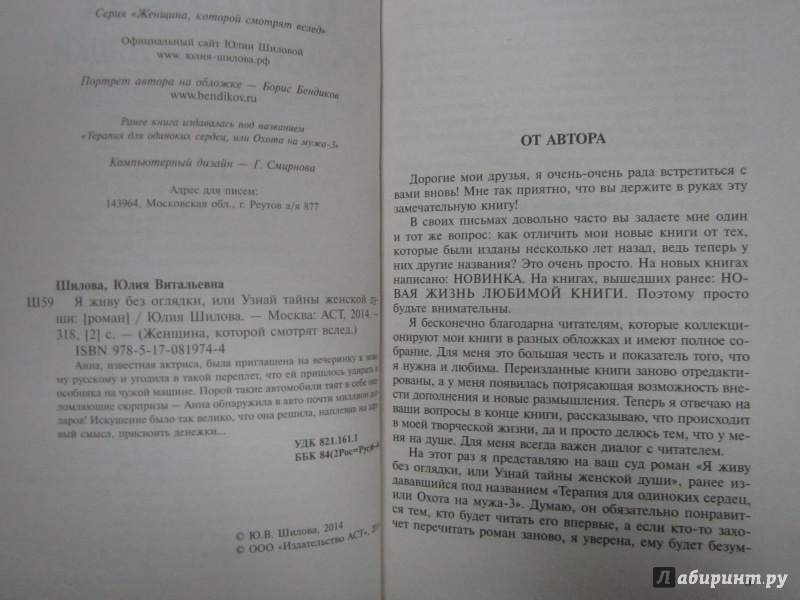 Серия «Женщина, которой смотрят вслед»
Официальный сайт Юлии Шиловой
www. юлия-шилова.рф
Портрет автора на обложке — Борис Бендиков
www.bendikov.ru
Ранее книга издавалась под названием
«Терапия для одиноких сердец, или Охота на мужа-3»
Компьютерный дизайн — Г. Смирнова
Адрес для писем:
143964, Московская обл., г. Реутов а/я 877
Шилова, Юлия Витальевна
Ш59 Я живу без оглядки, или Узнай тайны женской ду-
ши: [роман] / Юлия Шилова. — Москва: АСТ, 2014. –
318, [2] с. — (Женщина, которой смотрят вслед.)
ISBN 978-5-17-081974-4
Анна, известная актриса, была приглашена на вечеринку к
му русскому и угодила в такой переплет, что ей пришлось удирать
особняка на чужой машине. Порой такие автомобили таят в себе
ломляющие сюрпризы — Анна обнаружила в авто почти миллион
ларов! Искушение было так велико, что она решила, наплевав на
вый смысл, присвоить денежки...
УДК 821.161.1
ББК 84(2Рос=Рус)6-
© Ю.В. Шилова, 2014
© ООО «Издательство АСТ»,
ОТ АВТОРА
Дорогие мои друзья, я очень-очень рада встретиться с
вами вновь! Мне так приятно, что вы держите в руках эту
замечательную книгу!
В своих письмах довольно часто вы задаете мне один
и тот же вопрос: как отличить мои новые книги от тех,
которые были изданы несколько лет назад, ведь теперь у
них другие названия? Это очень просто. На новых книгах
написано: НОВИНКА. На книгах, вышедших ранее: НО-
ВАЯ ЖИЗНЬ ЛЮБИМОЙ КНИГИ. Поэтому просто
будьте внимательны.
Я бесконечно благодарна читателям, которые коллекци-
онируют мои книги в разных обложках и имеют полное со-
брание. Для меня это большая честь и показатель того, что
я нужна и любима. Переизданные книги заново отредакти-
рованы, а у меня появилась потрясающая возможность вне-
сти дополнения и новые размышления. Теперь я отвечаю на
ваши вопросы в конце книги, рассказываю, что происходит
в моей творческой жизни, да и просто делюсь тем, что у ме-
ня на душе. Для меня всегда важен диалог с читателем.
На этот раз я представляю на ваш суд роман «Я живу
без оглядки, или Узнай тайны женской души», ранее из-
дававшийся под названием «Терапия для одиноких сердец,
или Охота на мужа-3». Думаю, он обязательно понравит-
ся тем, кто будет читать его впервые, а если кто-то захо-
чет перечитать роман заново, я уверена, ему будет безум-
Лабиринт.ру